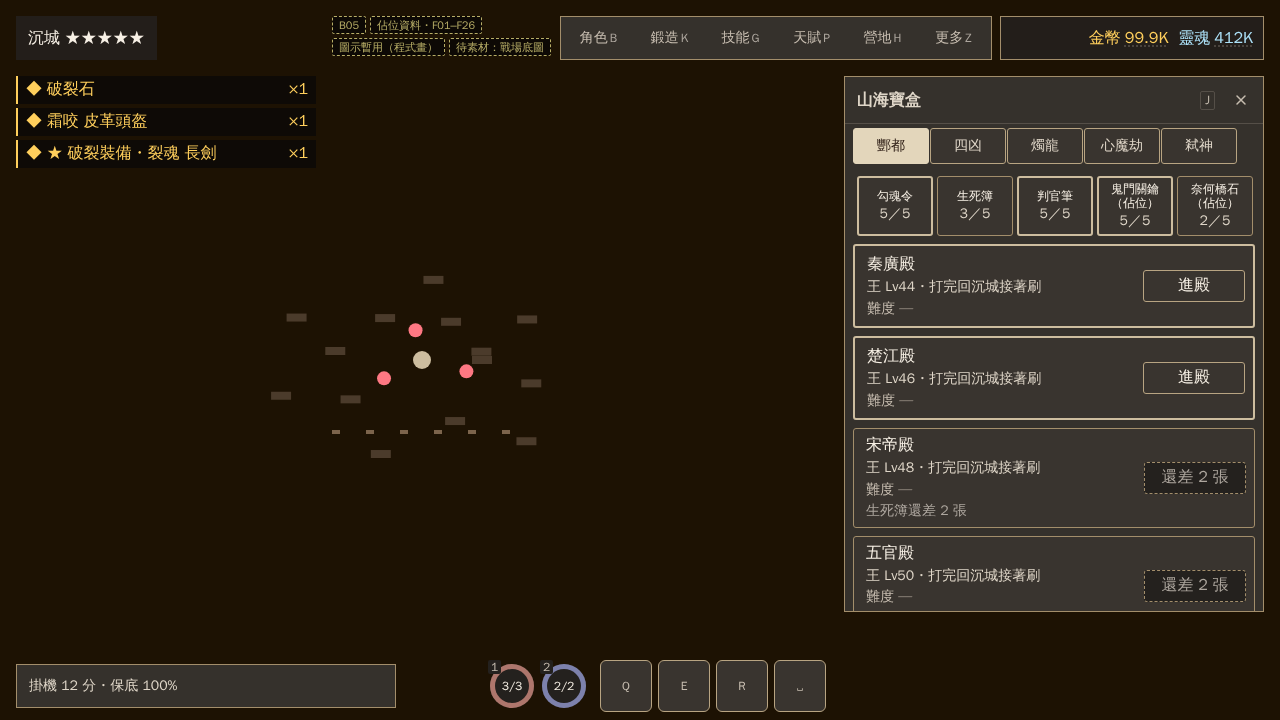 沉城 ★★★★★
B05 佔位資料・F01–F26
圖示暫用（程式畫） 待素材：戰場底圖
角色B 鍛造K 技能G 天賦P 營地H 更多Z
金幣 99.9K 靈魂 412K
◆ 破裂石 ×1
◆ 霜咬 皮革頭盔 ×1
◆ ★ 破裂裝備・裂魂 長劍 ×1
山海寶盒 J ×
酆都 四凶 燭龍 心魔劫 弒神
勾魂令
5／5
生死簿
3／5
判官筆
5／5
鬼門關鑰
（佔位）
5／5
奈何橋石
（佔位）
2／5
秦廣殿
王 Lv44・打完回沉城接著刷
難度 —
進殿
楚江殿
王 Lv46・打完回沉城接著刷
難度 —
進殿
宋帝殿
王 Lv48・打完回沉城接著刷
難度 —
生死簿還差 2 張
還差 2 張
五官殿
王 Lv50・打完回沉城接著刷
難度 —
還差 2 張
掛機 12 分・保底 100%
1 3/3
2 2/2
Q E R ␣